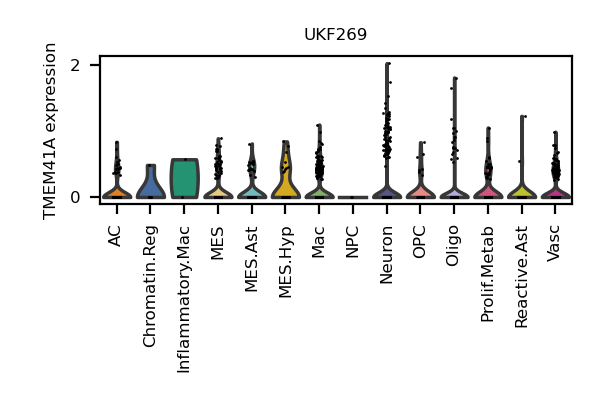 UKF269
TMEM41A expression
2
0
AC
Chromatin.Reg
Inflammatory.Mac
MES
MES.Ast
MES.Hyp
Mac
NPC
Neuron
OPC
Oligo
Prolif.Metab
Reactive.Ast
Vasc